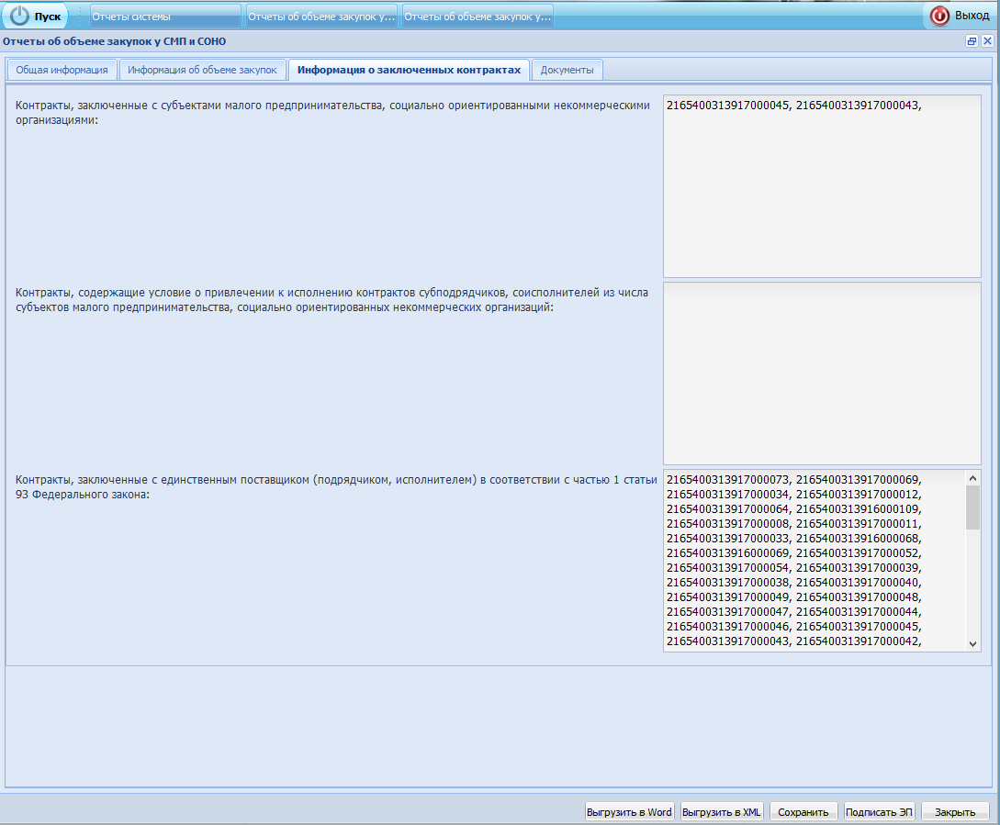 Пуск
Отчеты системы
Отчеты об объеме закупок у...
Отчеты об объеме закупок у...
Выход
Отчеты об объеме закупок у СМП и СОНО
Общая информация
Информация об объеме закупок
Информация о заключенных контрактах
Документы
Контракты, заключенные с субъектами малого предпринимательства, социально ориентированными некоммерческими
организациями:
2165400313917000045, 2165400313917000043,
Контракты, содержащие условие о привлечении к исполнению контрактов субподрядчиков, соисполнителей из числа
субъектов малого предпринимательства, социально ориентированных некоммерческих организаций:
Контракты, заключенные с единственным поставщиком (подрядчиком, исполнителем) в соответствии с частью 1 статьи
93 Федерального закона:
2165400313917000073, 2165400313917000069,
2165400313917000034, 2165400313917000012,
2165400313917000064, 2165400313916000109,
2165400313917000008, 2165400313917000011,
2165400313917000033, 2165400313916000068,
2165400313916000069, 2165400313917000052,
2165400313917000054, 2165400313917000039,
2165400313917000038, 2165400313917000040,
2165400313917000049, 2165400313917000048,
2165400313917000047, 2165400313917000044,
2165400313917000046, 2165400313917000045,
2165400313917000043, 2165400313917000042,
Выгрузить в Word
Выгрузить в XML
Сохранить
Подписать ЭП
Закрыть